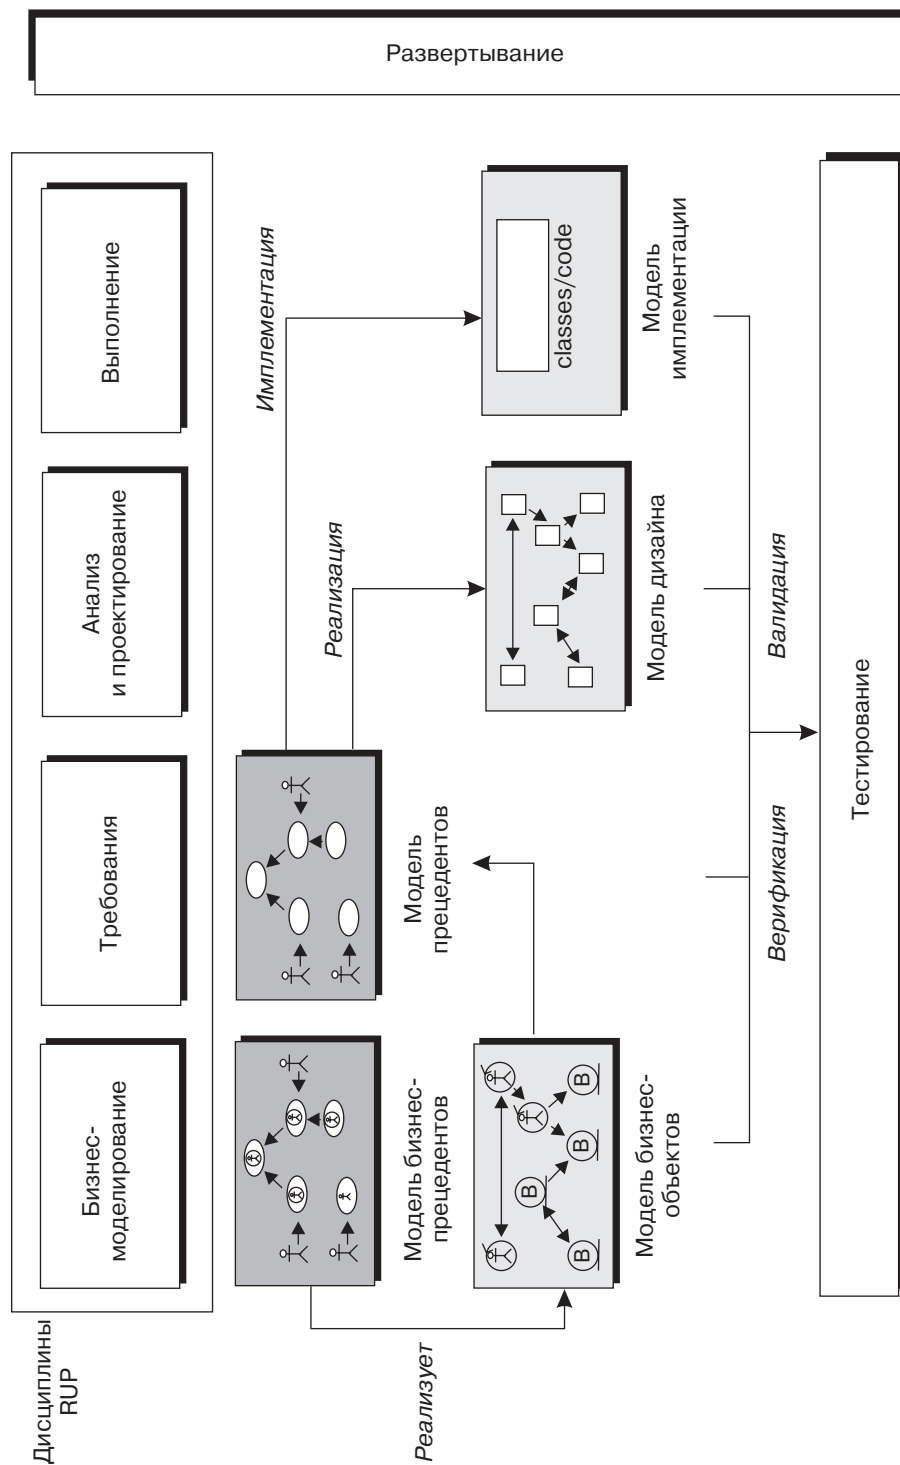 Развертывание
Дисциплины
RUP
Бизнес-
моделирование
Требования
Анализ
и проектирование
Выполнение
Модель бизнес-
прецедентов
Модель
прецедентов
Реализация
Имплементация
Реализует
B
B
B
B
Модель бизнес-
объектов
Модель дизайна
classes/code
Модель
имплементации
Верификация
Валидация
Тестирование